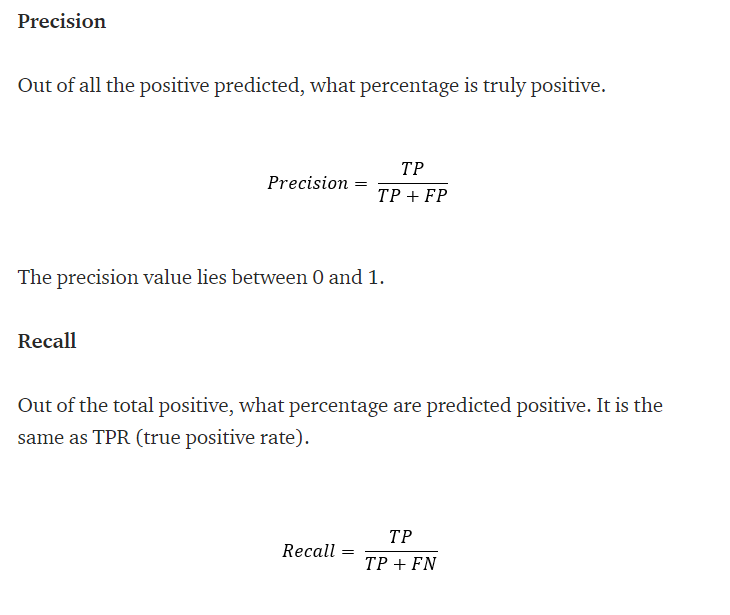 Precision
Out of all the positive predicted, what percentage is truly positive.
Precision = TP / TP + FP
The precision value lies between 0 and 1.
Recall
Out of the total positive, what percentage are predicted positive. It is the
same as TPR (true positive rate).
Recall = TP / TP + FN